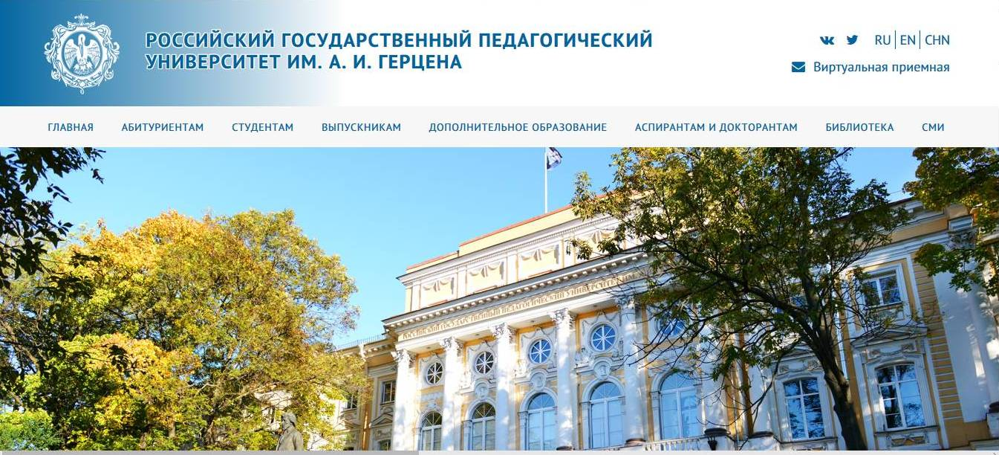 РОССИЙСКИЙ ГОСУДАРСТВЕННЫЙ ПЕДАГОГИЧЕСКИЙ
УНИВЕРСИТЕТ ИМ. А. И. ГЕРЦЕНА
RU EN CHN
Виртуальная приемная
ГЛАВНАЯ АБИТУРИЕНТАМ СТУДЕНТАМ ВЫПУСКНИКАМ ДОПОЛНИТЕЛЬНОЕ ОБРАЗОВАНИЕ АСПИРАНТАМ И ДОКТОРАНТАМ БИБЛИОТЕКА СМИ
РОССИЙСКИЙ ГОСУДАРСТВЕННЫЙ ПЕДАГОГИЧЕСКИЙ УНИВЕРСИТЕТ ИМ.